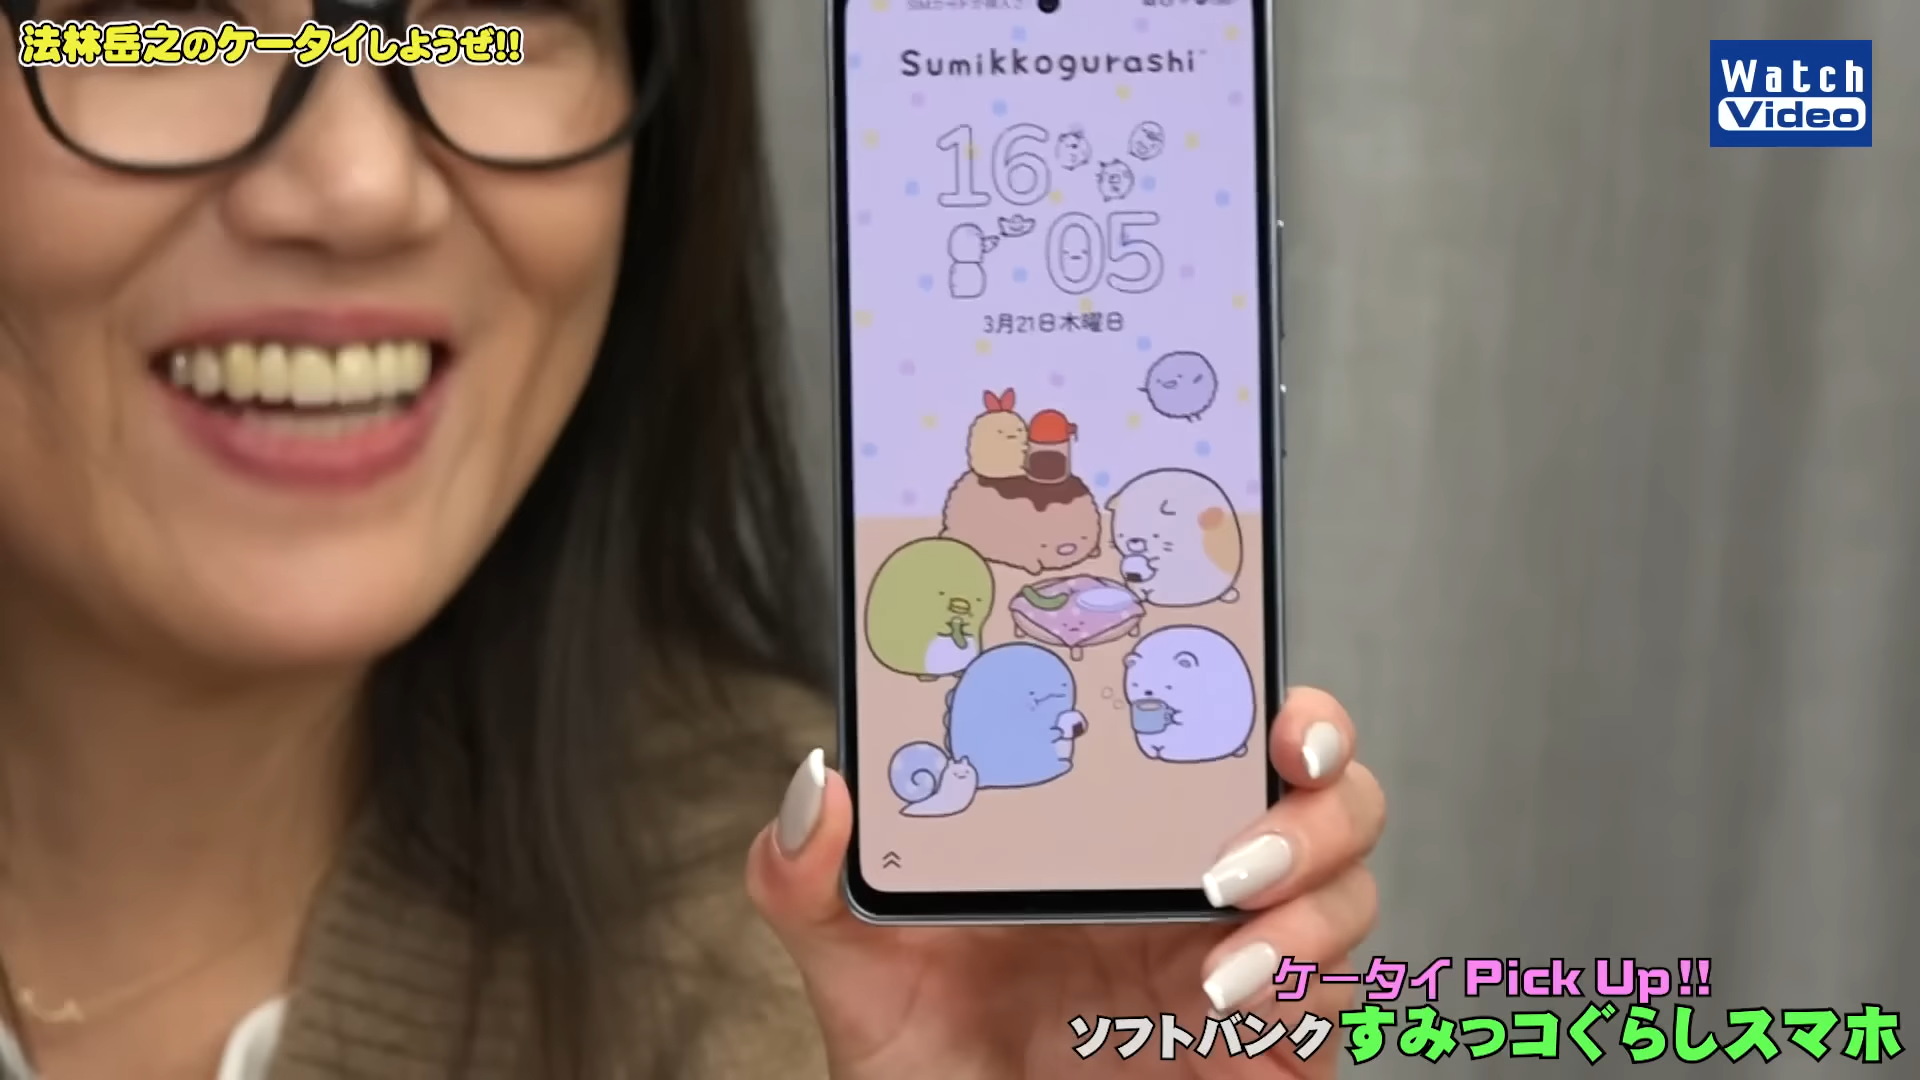 法林岳之のケータイしようぜ!!
Watch
Video
Sumikkogurashi
16
05
3月21日木曜日
ケータイ Pick Up!!
ソフトバンク すみっコぐらしスマホ